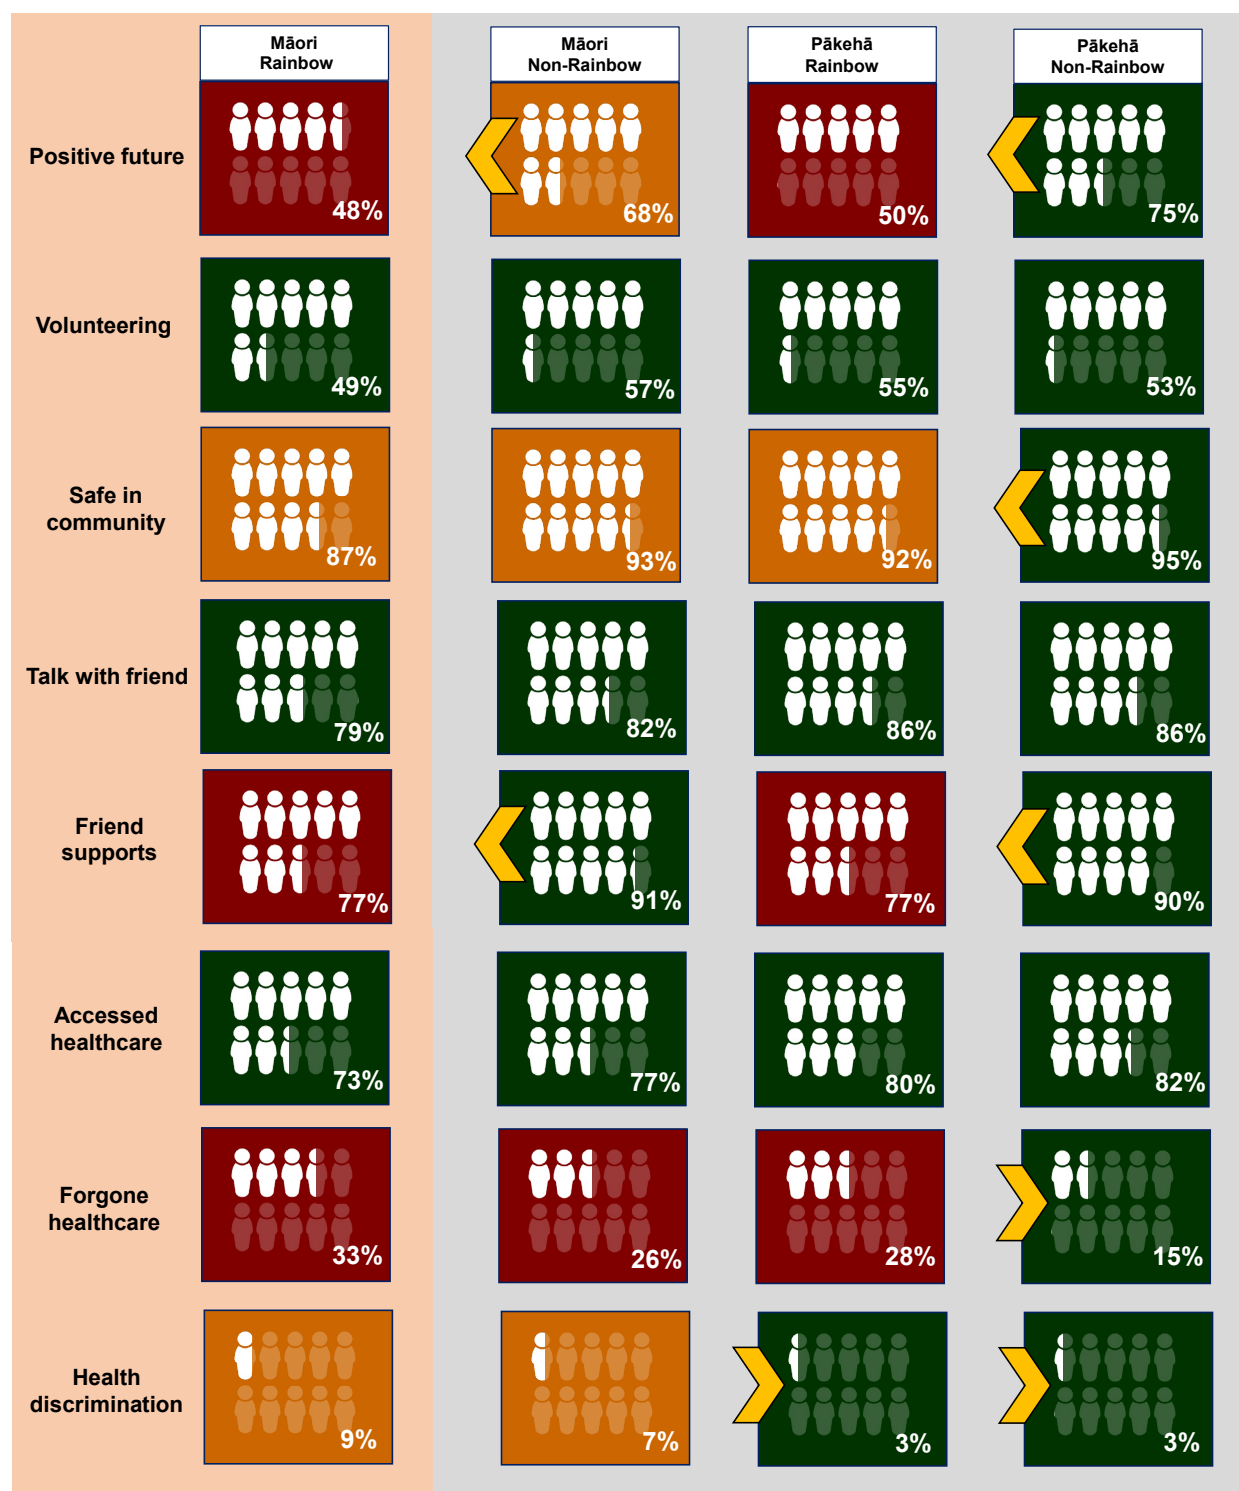 Māori
Rainbow
Māori
Non-Rainbow
Pākehā
Rainbow
Pākehā
Non-Rainbow
Positive future
48%
68%
50%
75%
Volunteering
49%
57%
55%
53%
Safe in
community
87%
93%
92%
95%
Talk with friend
79%
82%
86%
86%
Friend
supports
77%
91%
77%
90%
Accessed
healthcare
73%
77%
80%
82%
Forgone
healthcare
33%
26%
28%
15%
Health
discrimination
9%
7%
3%
3%